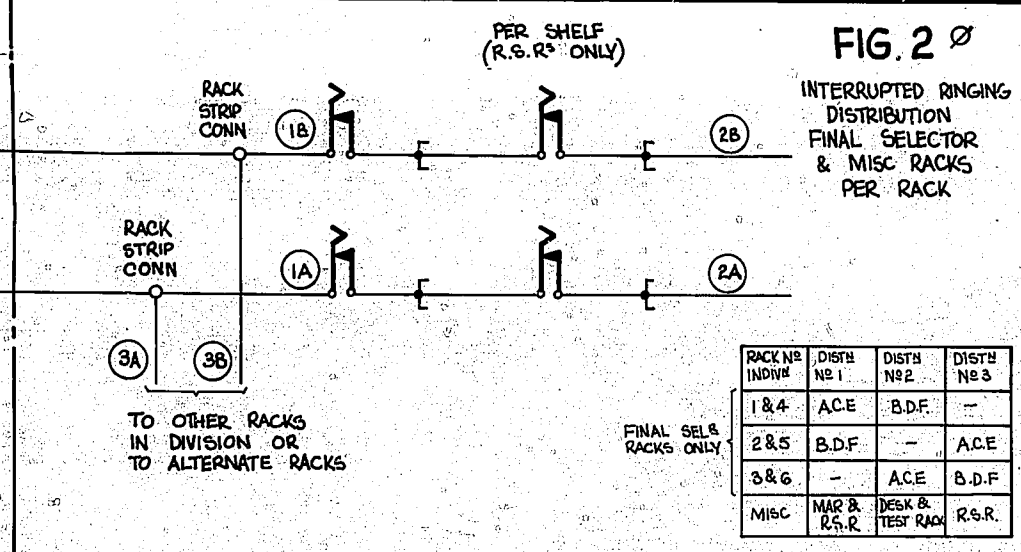 PER SHELF
(R.S.Rs ONLY)
FIG. 2 Ø
INTERRUPTED RINGING
DISTRIBUTION
FINAL SELECTOR
& MISC RACKS
PER RACK
RACK
STRIP
CONN
1B
2B
RACK
STRIP
CONN
1A
2A
3A
3B
TO OTHER RACKS
IN DIVISION OR
TO ALTERNATE RACKS
FINAL SELR
RACKS ONLY
RACK No INDIVN DISTN No 1 DISTN No 2 DISTN No 3
1 & 4 A.C.E B.D.F. –
2 & 5 B.D.F – A.C.E
3 & 6 – A.C.E B.D.F
MISC MAR & R.S.R DESK & TEST RACK R.S.R.